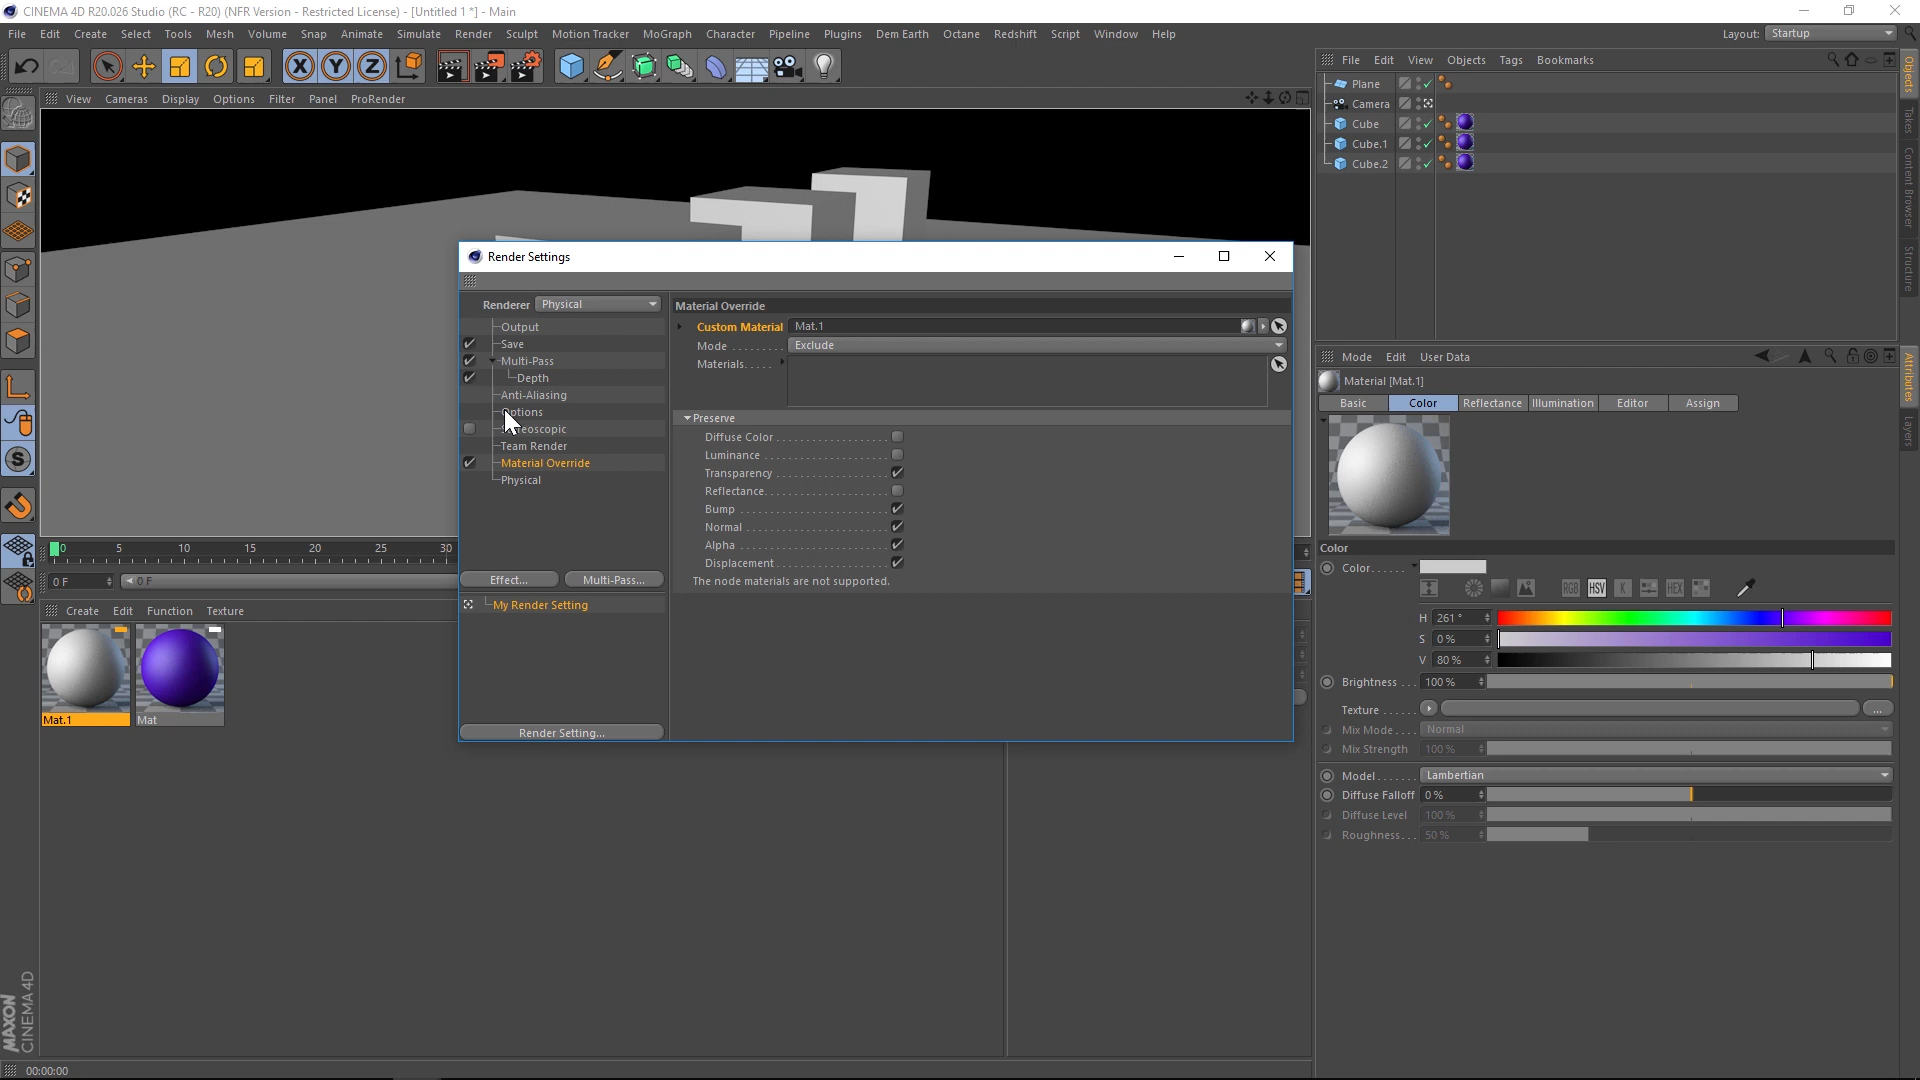 CINEMA 4D R20.026 Studio (RC - R20) (NFR Version - Restricted License) - [Untitled 1 *] - Main
File Edit Create Select Tools Mesh Volume Snap Animate Simulate Render Sculpt Motion Tracker MoGraph Character Pipeline Plugins Dem Earth Octane Redshift Script Window Help
Layout: Startup
View Cameras Display Options Filter Panel ProRender
File Edit View Objects Tags Bookmarks
Plane
Camera
Cube
Cube.1
Cube.2
Objects
Takes
Content Browser
Structure
Render Settings
Renderer Physical
Output
Save
Multi-Pass
Depth
Anti-Aliasing
Options
Team Render
Material Override
Physical
Effect...
Multi-Pass...
My Render Setting
Render Setting...
Material Override
Custom Material Mat.1
Mode ........ Exclude
Materials.....
Preserve
Diffuse Color
Luminance
Transparency
Reflectance
Bump
Normal
Alpha
Displacement
The node materials are not supported.
Mode Edit User Data
Material [Mat.1]
Basic Color Reflectance Illumination Editor Assign
Color
Color......
RGB HSV K HEX
H 261 °
S 0 %
V 80 %
Brightness ... 100 %
Texture ...... ...
Mix Mode.... Normal
Mix Strength 100 %
Model....... Lambertian
Diffuse Falloff 0 %
Diffuse Level 100 %
Roughness... 50 %
Attributes
Layers
0 5 10 15 20 25 30
0 F 0 F
Create Edit Function Texture
Mat.1 Mat
MAXON
CINEMA 4D
00:00:00